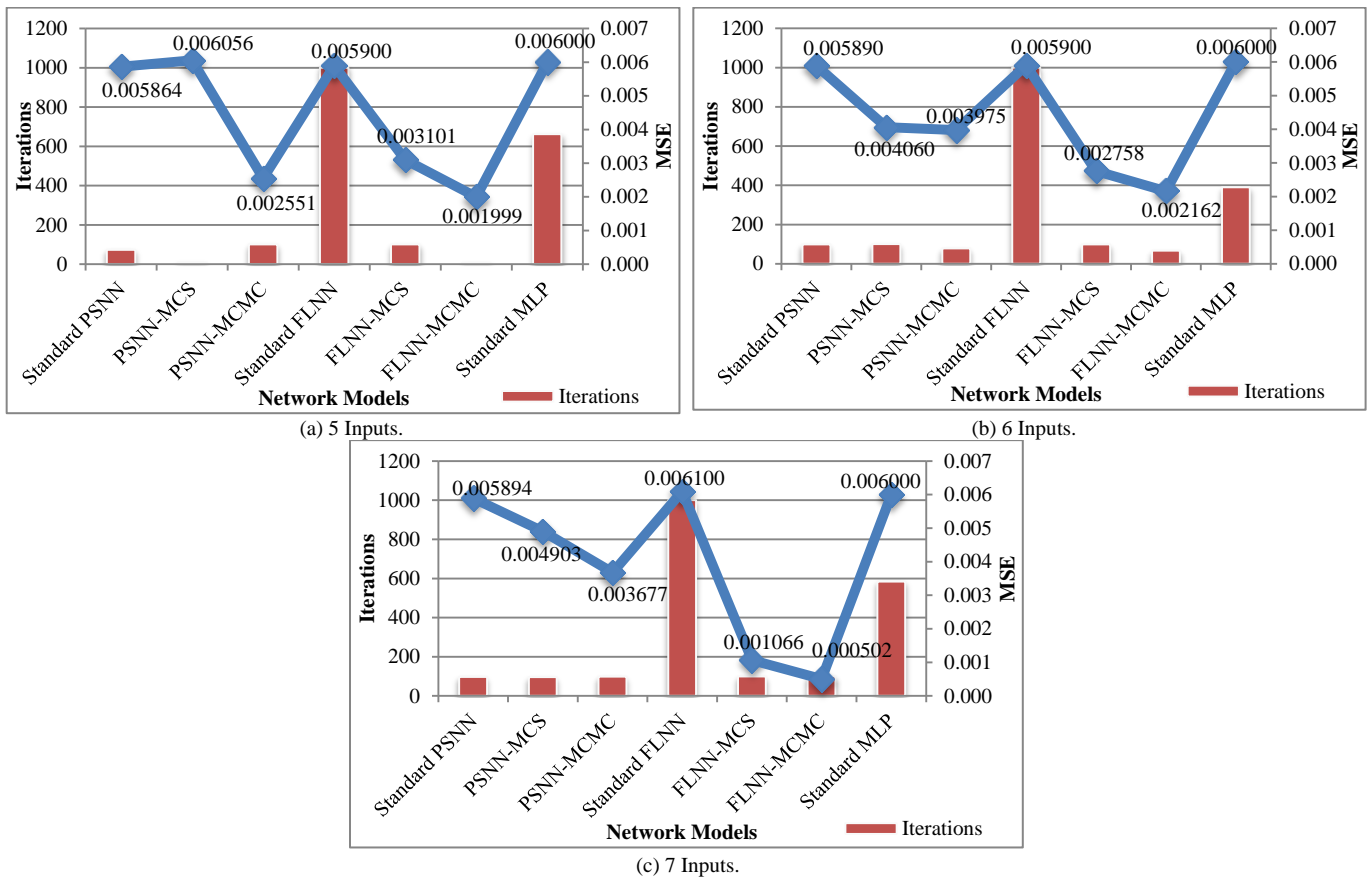 1200
1000
800
600
400
200
0
Iterions
0.007
0.006
0.005
0.004
0.003
0.002
0.001
0.000
MSE
0.005864
0.006056
0.002551
0.005900
0.003101
0.001999
0.006000
Standard PSNN
PSNN-MCS
PSNN-MCMC
Standard FLNN
FLNN-MCS
FLNN-MCMC
Standard MLP
Network Models
Iterations
(a) 5 Inputs.
1200
1000
800
600
400
200
0
Iterations
0.007
0.006
0.005
0.004
0.003
0.002
0.001
0.000
MSE
0.005890
0.004060
0.003975
0.005900
0.002758
0.002162
0.006000
Standard PSNN
PSNN-MCS
PSNN-MCMC
Standard FLNN
FLNN-MCS
FLNN-MCMC
Standard MLP
Network Models
Iterations
(b) 6 Inputs.
1200
1000
800
600
400
200
0
Iterations
0.007
0.006
0.005
0.004
0.003
0.002
0.001
0.000
MSE
0.005894
0.004903
0.003677
0.006100
0.001066
0.000502
0.006000
Standard PSNN
PSNN-MCS
PSNN-MCMC
Standard FLNN
FLNN-MCS
FLNN-MCMC
Standard MLP
Network Models
Iterations
(c) 7 Inputs.